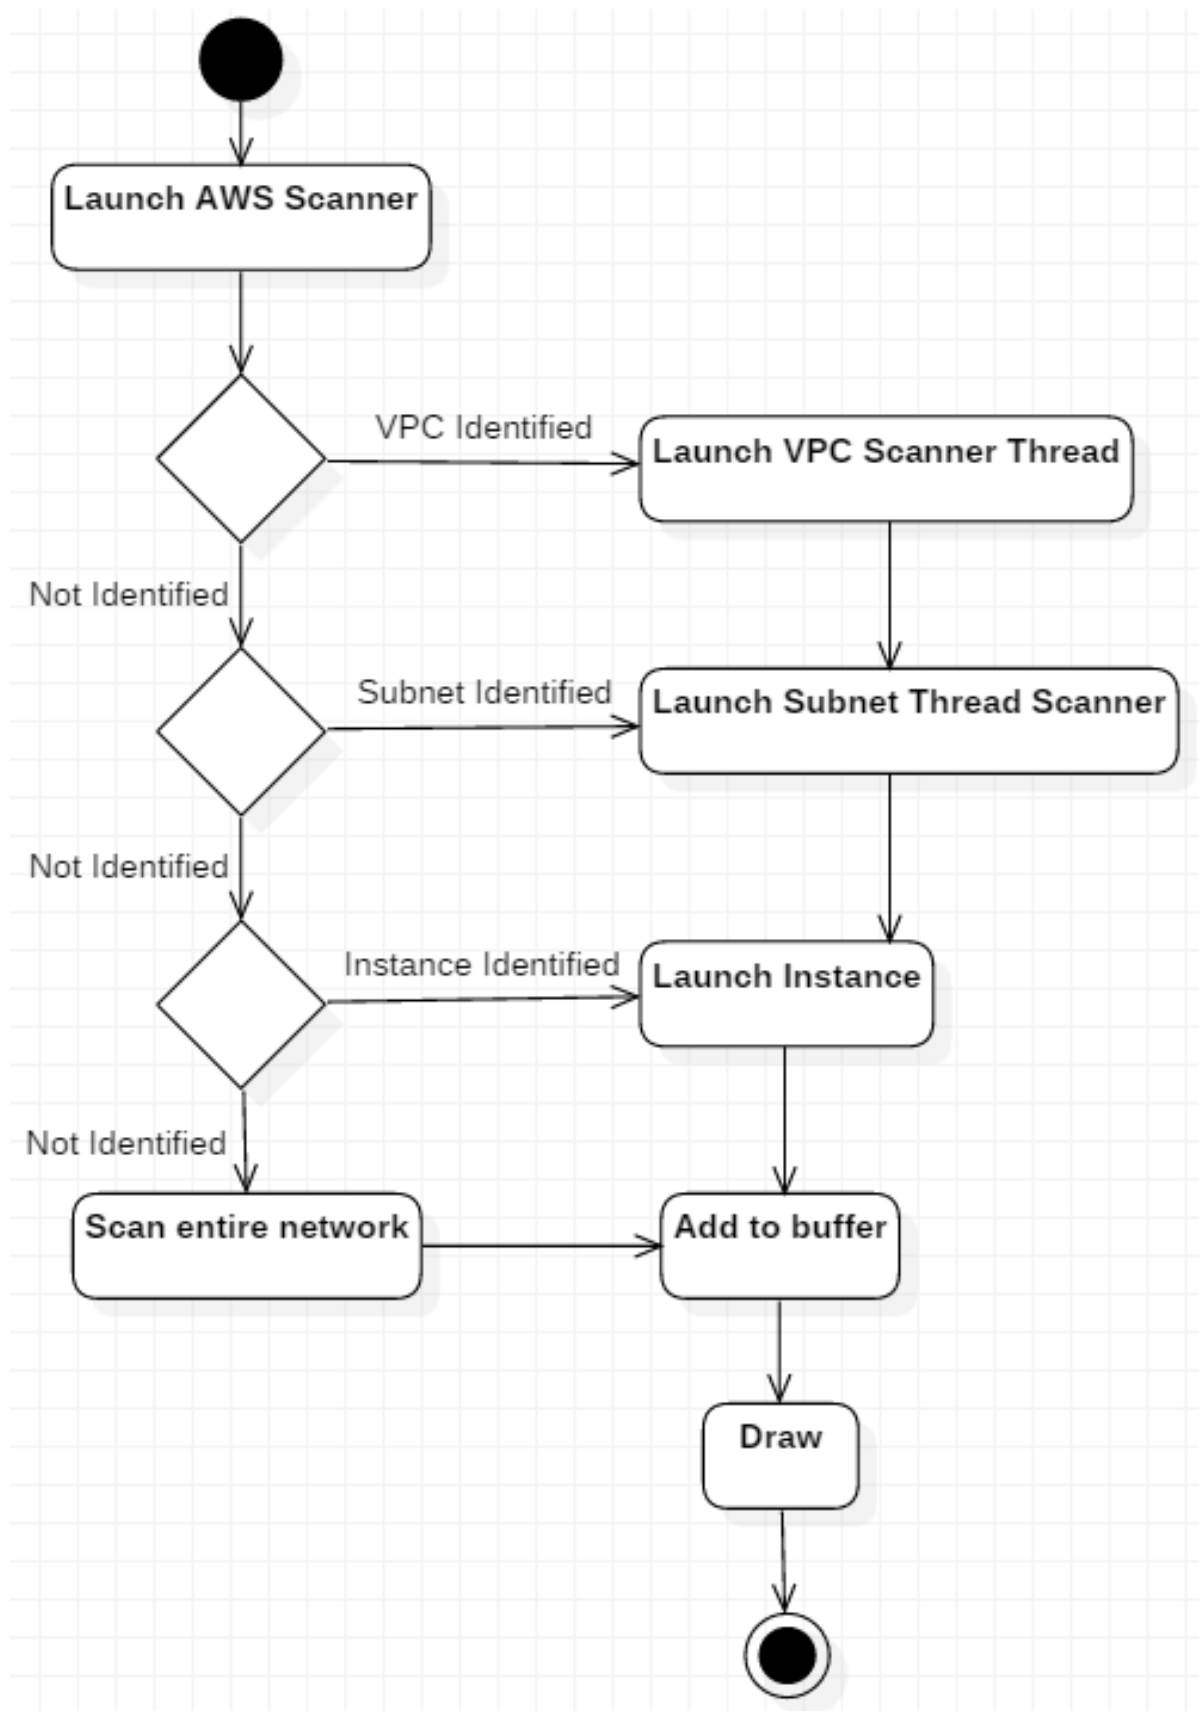 Launch AWS Scanner
VPC Identified
Launch VPC Scanner Thread
Not Identified
Subnet Identified
Launch Subnet Thread Scanner
Not Identified
Instance Identified
Launch Instance
Not Identified
Scan entire network
Add to buffer
Draw